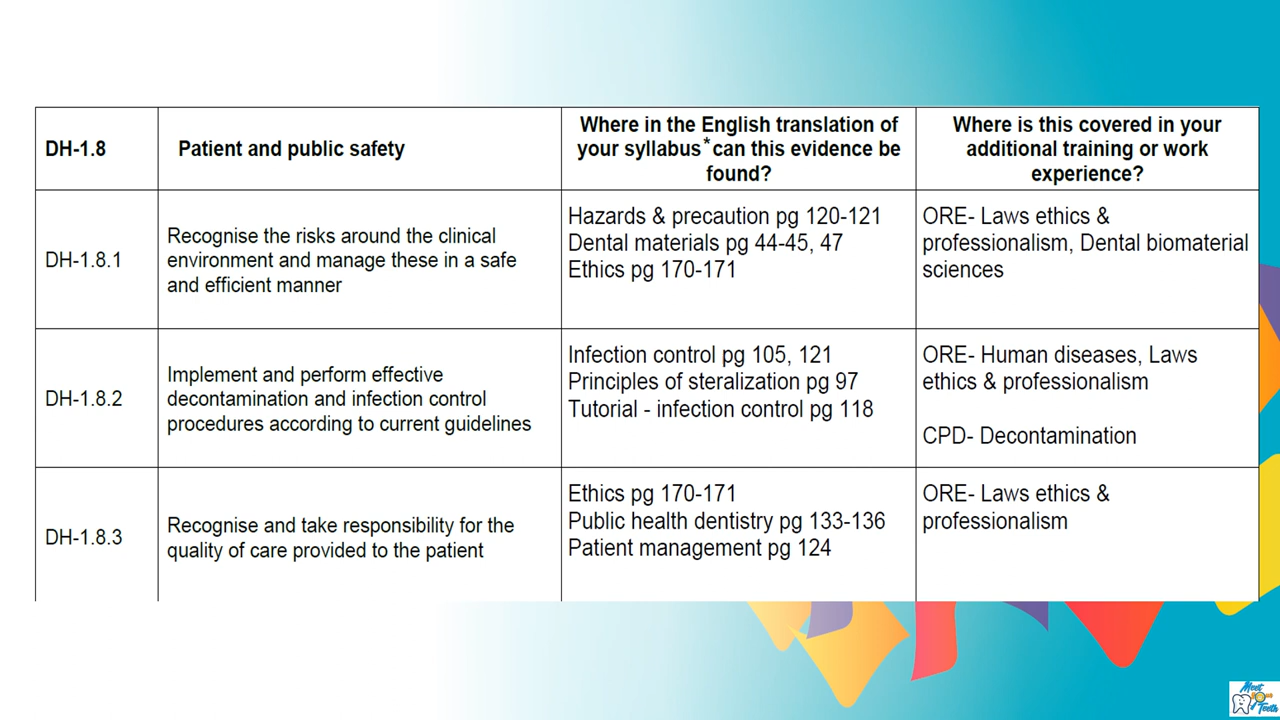 DH-1.8
Patient and public safety
Where in the English translation of
your syllabus* can this evidence be
found?
Where is this covered in your
additional training or work
experience?
DH-1.8.1
Recognise the risks around the clinical
environment and manage these in a safe
and efficient manner
Hazards & precaution pg 120-121
Dental materials pg 44-45, 47
Ethics pg 170-171
ORE- Laws ethics &
professionalism, Dental biomaterial
sciences
DH-1.8.2
Implement and perform effective
decontamination and infection control
procedures according to current guidelines
Infection control pg 105, 121
Principles of steralization pg 97
Tutorial - infection control pg 118
ORE- Human diseases, Laws
ethics & professionalism
CPD- Decontamination
DH-1.8.3
Recognise and take responsibility for the
quality of care provided to the patient
Ethics pg 170-171
Public health dentistry pg 133-136
Patient management pg 124
ORE- Laws ethics &
professionalism
Meet
Teeth